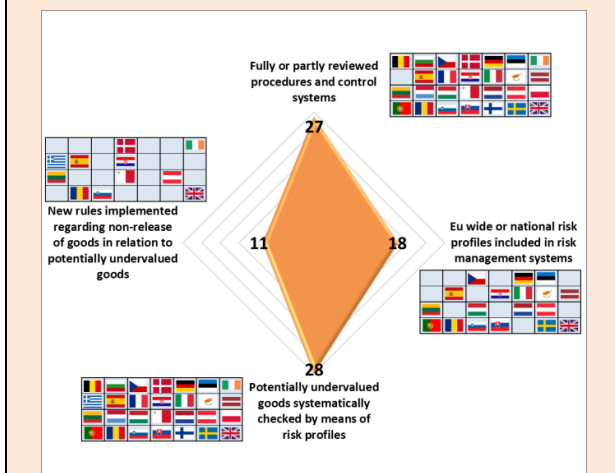 Fully or partly reviewed
procedures and control
systems
27
New rules implemented
regarding non-release
of goods in relation to
potentially undervalued
goods
11
18
Eu wide or national risk
profiles included in risk
management systems
28
Potentially undervalued
goods systematically
checked by means of
risk profiles